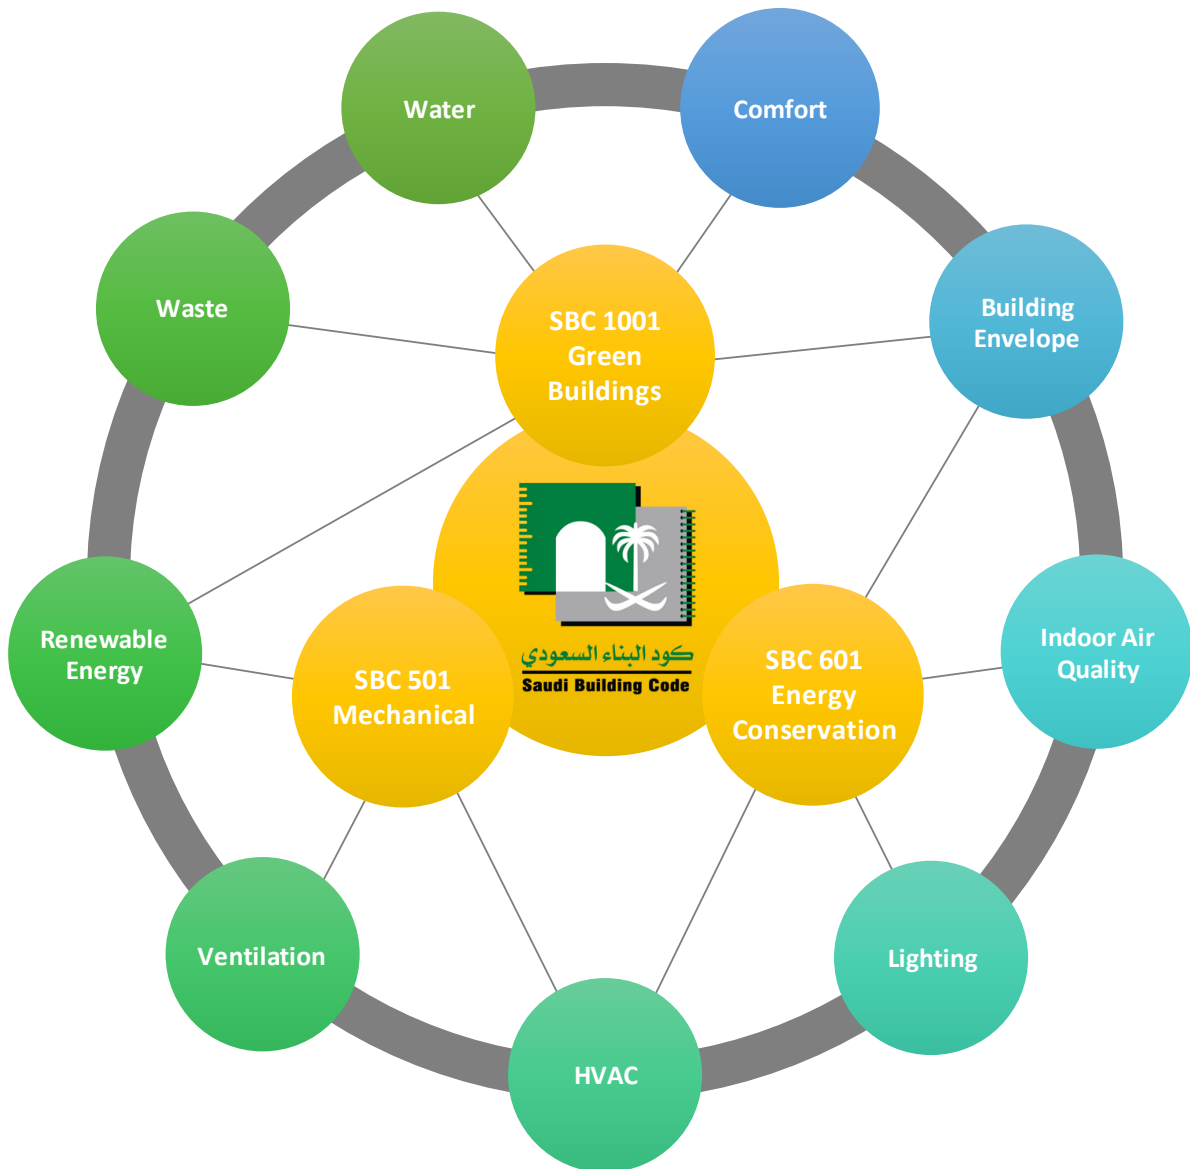 Water
Comfort
Waste
SBC 1001
Green
Buildings
Building
Envelope
Renewable
Energy
SBC 501
Mechanical
كود البناء السعودي
Saudi Building Code
SBC 601
Energy
Conservation
Indoor Air
Quality
Ventilation
Lighting
HVAC